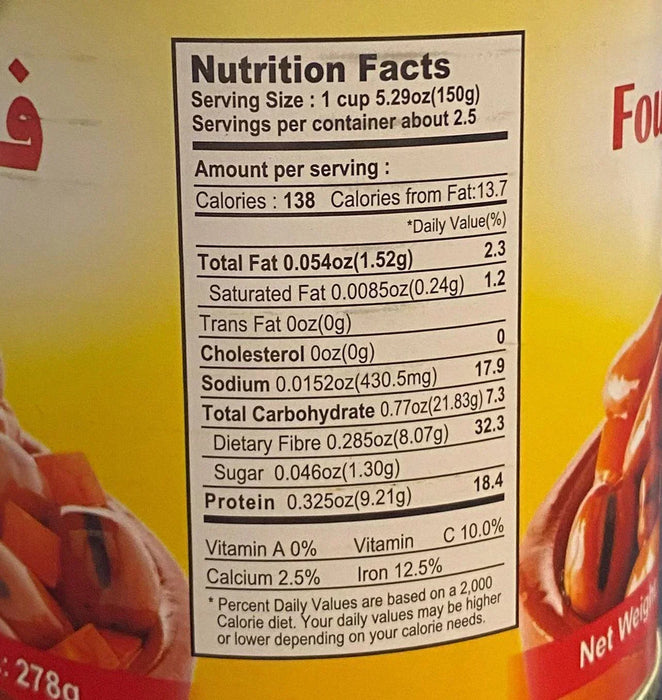 ف
Fou
Nutrition Facts
Serving Size : 1 cup 5.29oz(150g)
Servings per container about 2.5
Amount per serving :
Calories : 138 Calories from Fat:13.7
*Daily Value(%)
Total Fat 0.054oz(1.52g) 2.3
Saturated Fat 0.0085oz(0.24g) 1.2
Trans Fat 0oz(0g)
Cholesterol 0oz(0g) 0
Sodium 0.0152oz(430.5mg) 17.9
Total Carbohydrate 0.77oz(21.83g) 7.3
Dietary Fibre 0.285oz(8.07g) 32.3
Sugar 0.046oz(1.30g)
Protein 0.325oz(9.21g) 18.4
Vitamin A 0% Vitamin C 10.0%
Calcium 2.5% Iron 12.5%
* Percent Daily Values are based on a 2,000
Calorie diet. Your daily values may be higher
or lower depending on your calorie needs.
: 278g
Net Weigh